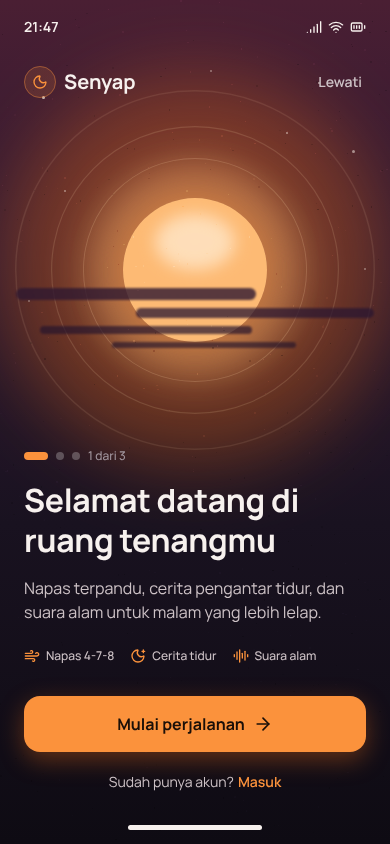 21:47
Senyap
Lewati
1 dari 3
Selamat datang di
ruang tenangmu
Napas terpandu, cerita pengantar tidur, dan
suara alam untuk malam yang lebih lelap.
Napas 4-7-8
Cerita tidur
Suara alam
Mulai perjalanan
Sudah punya akun? Masuk